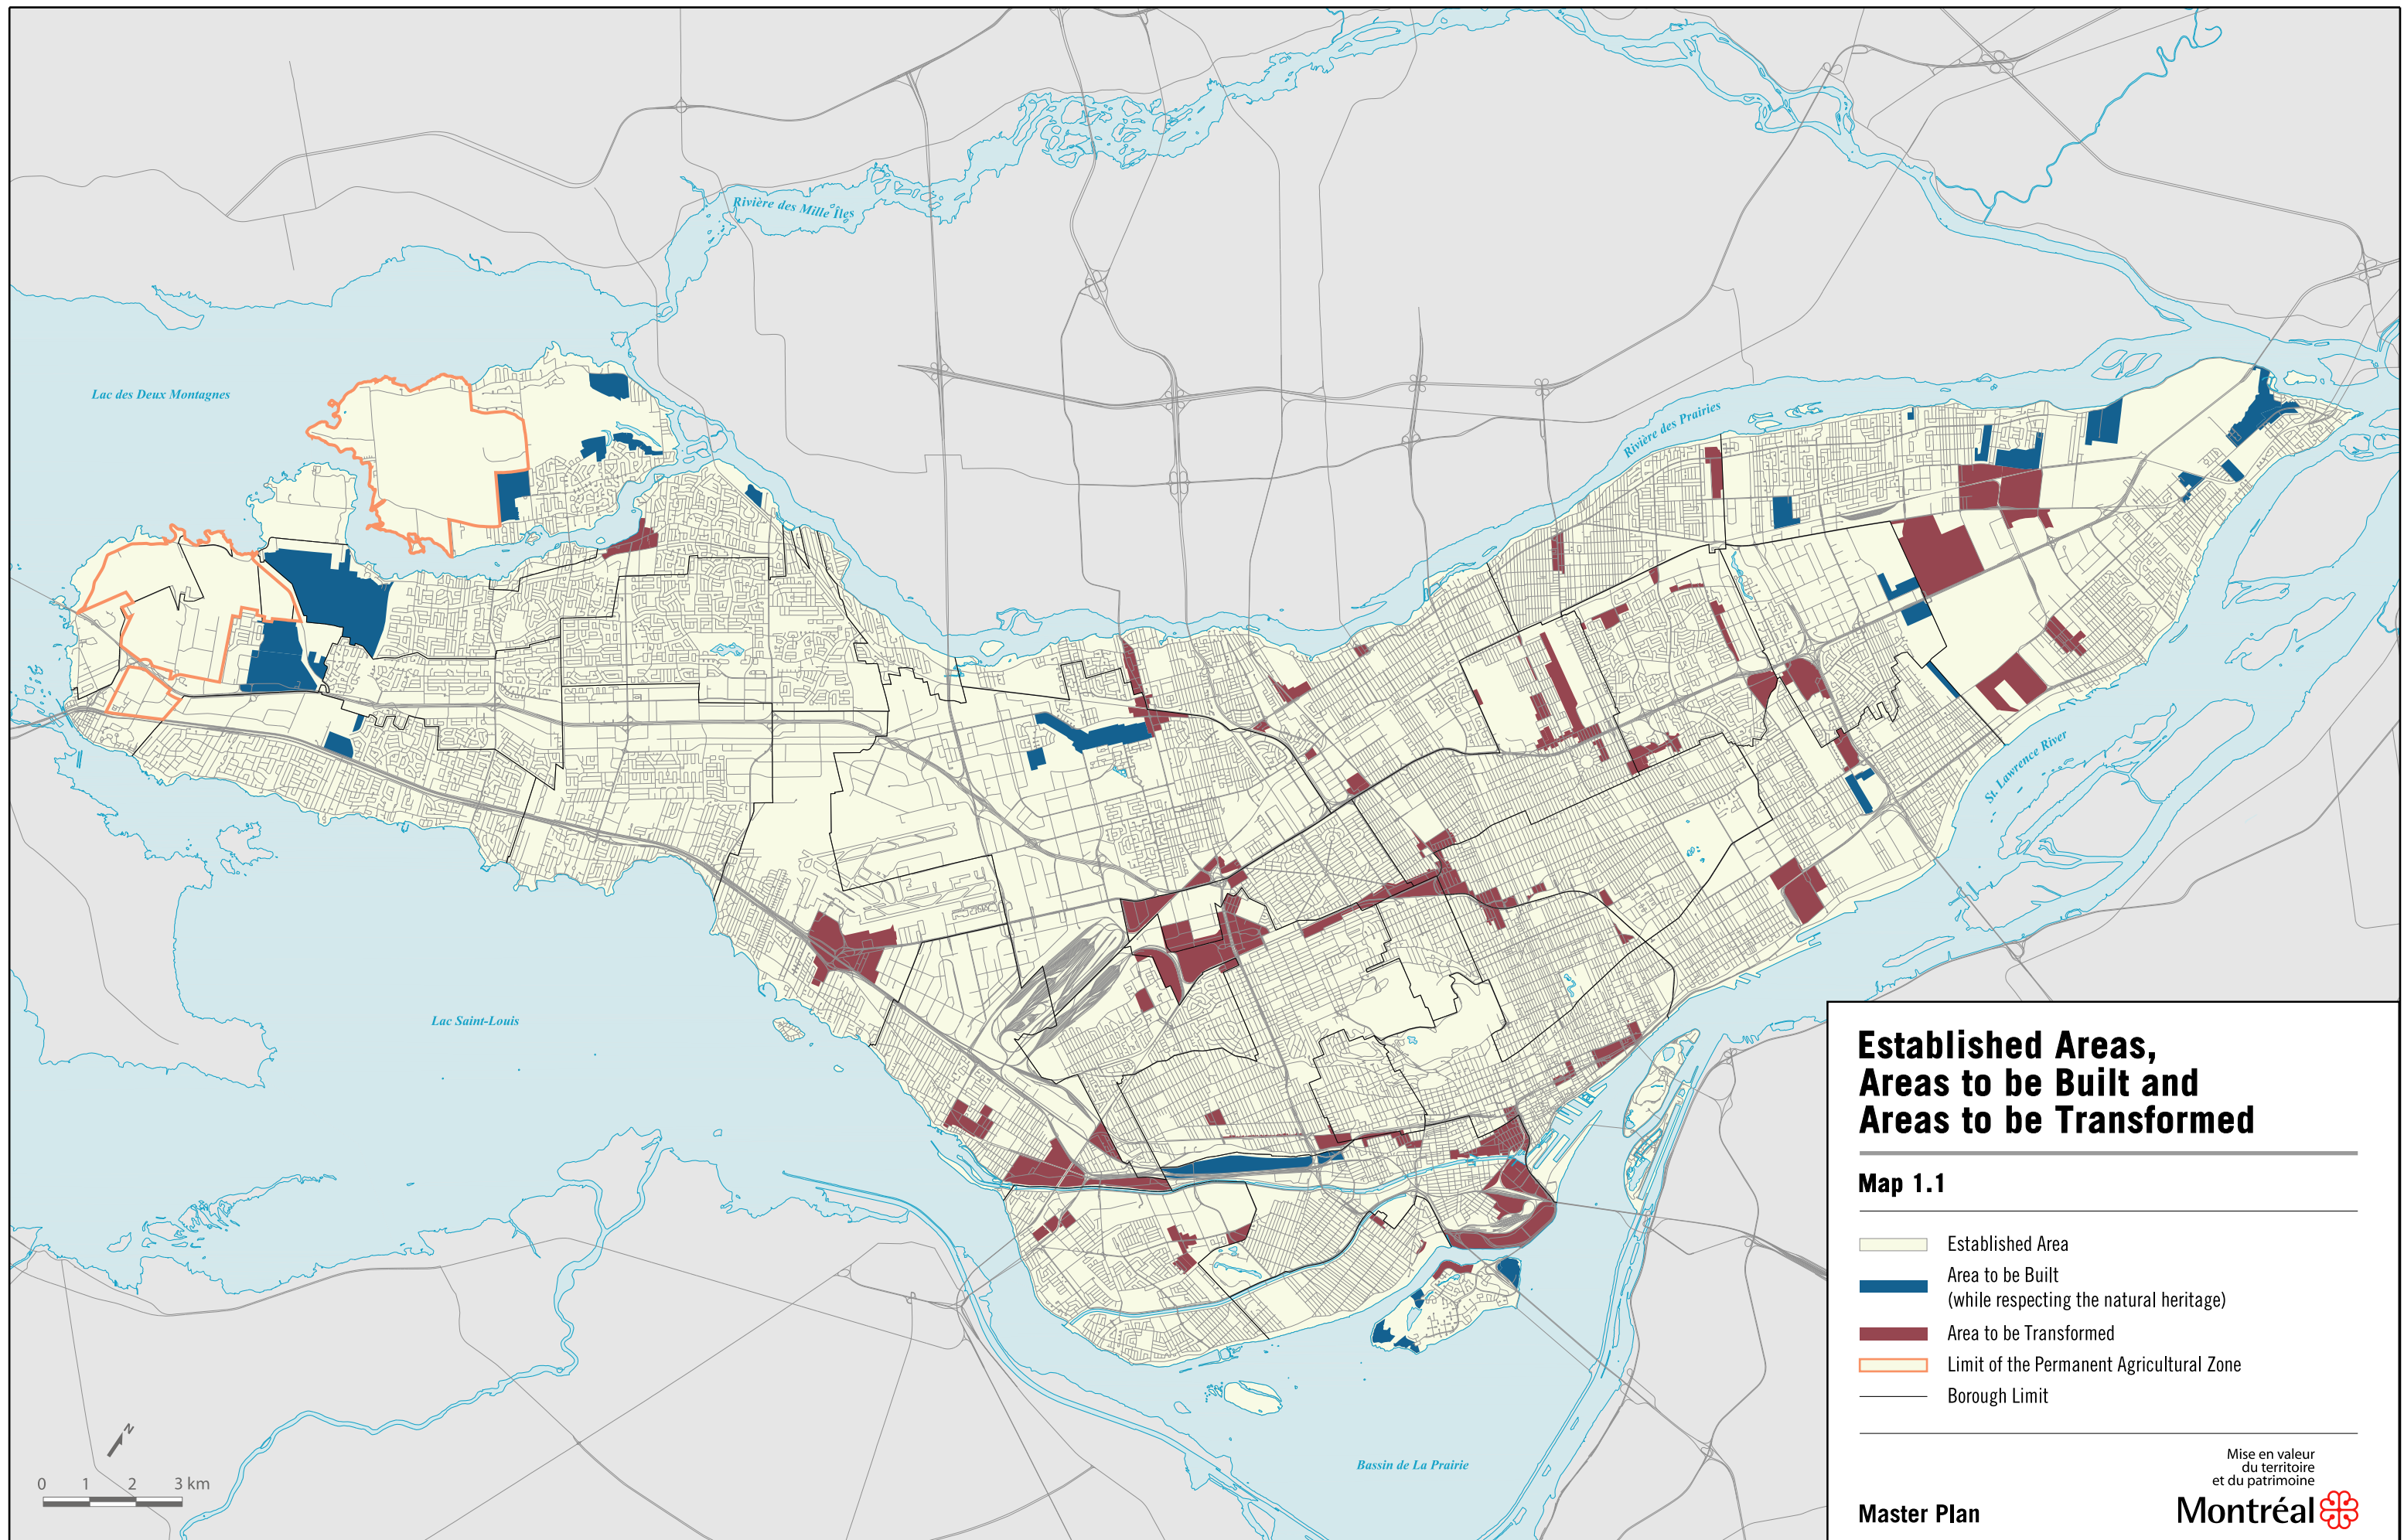 Rivière des Mille Îles
Lac des Deux Montagnes
Rivière des Prairies
St. Lawrence River
Lac Saint-Louis
Bassin de La Prairie
N
0 1 2 3 km
Established Areas,
Areas to be Built and
Areas to be Transformed
Map 1.1
Established Area
Area to be Built
(while respecting the natural heritage)
Area to be Transformed
Limit of the Permanent Agricultural Zone
Borough Limit
Mise en valeur
du territoire
et du patrimoine
Master Plan
Montréal